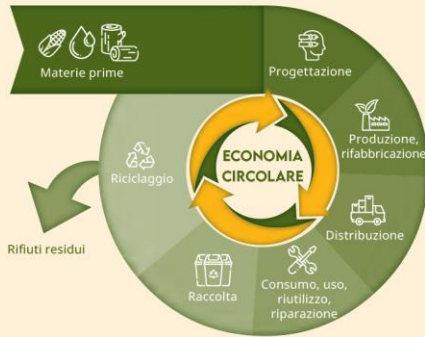 Materie prime
Progettazione
Produzione,
rifabbricazione
Distribuzione
Consumo, uso,
riutilizzo,
riparazione
Raccolta
Riciclaggio
Rifiuti residui
ECONOMIA
CIRCOLARE